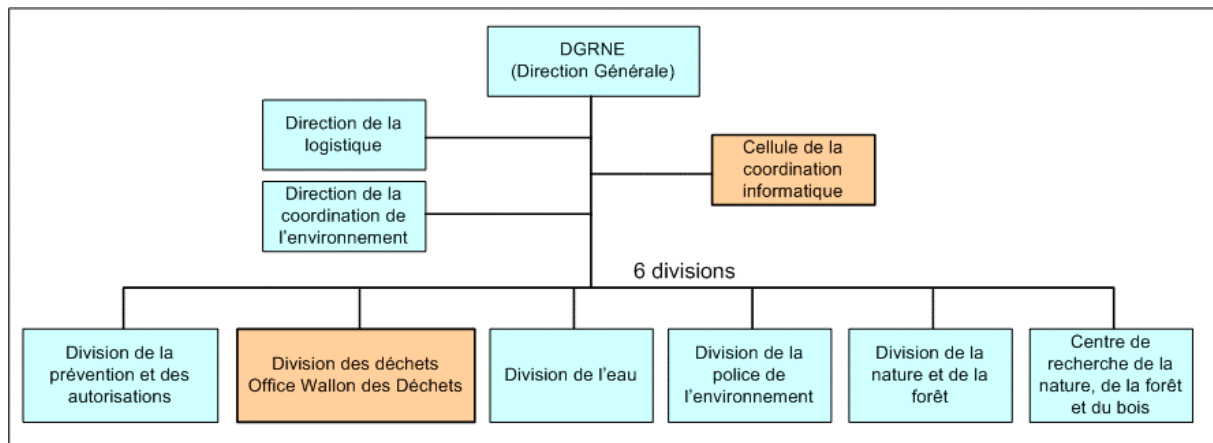 DGRNE
(Direction Générale)
Direction de la
logistique
Cellule de la
coordination
informatique
Direction de la
coordination de
l'environnement
6 divisions
Division de la
prévention et des
autorisations
Division des déchets
Office Wallon des Déchets
Division de l'eau
Division de la
police de
l'environnement
Division de la
nature et de la
forêt
Centre de
recherche de la
nature, de la forêt
et du bois